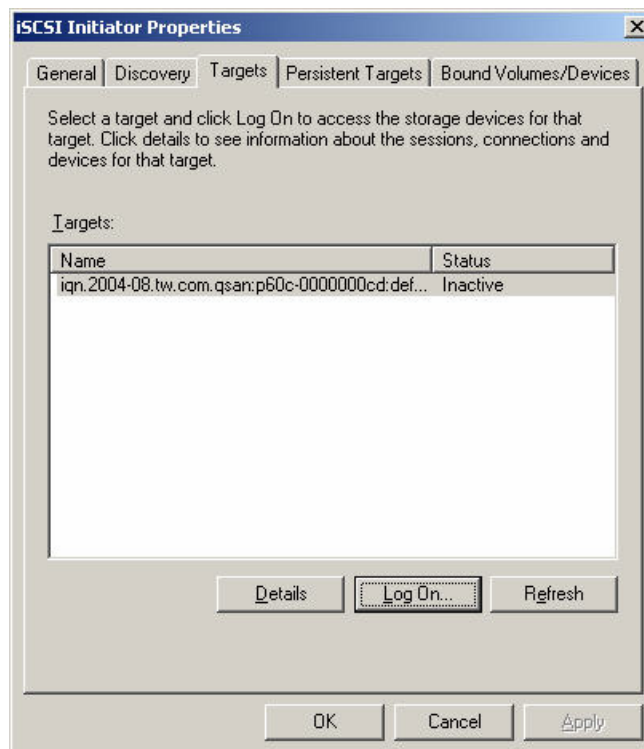 iSCSI Initiator Properties
General Discovery Targets Persistent Targets Bound Volumes/Devices
Select a target and click Log On to access the storage devices for that
target. Click details to see information about the sessions, connections and
devices for that target.
Targets:
Name Status
iqn.2004-08.tw.com.qsan:p60c-0000000cd:def... Inactive
Details Log On... Refresh
OK Cancel Apply